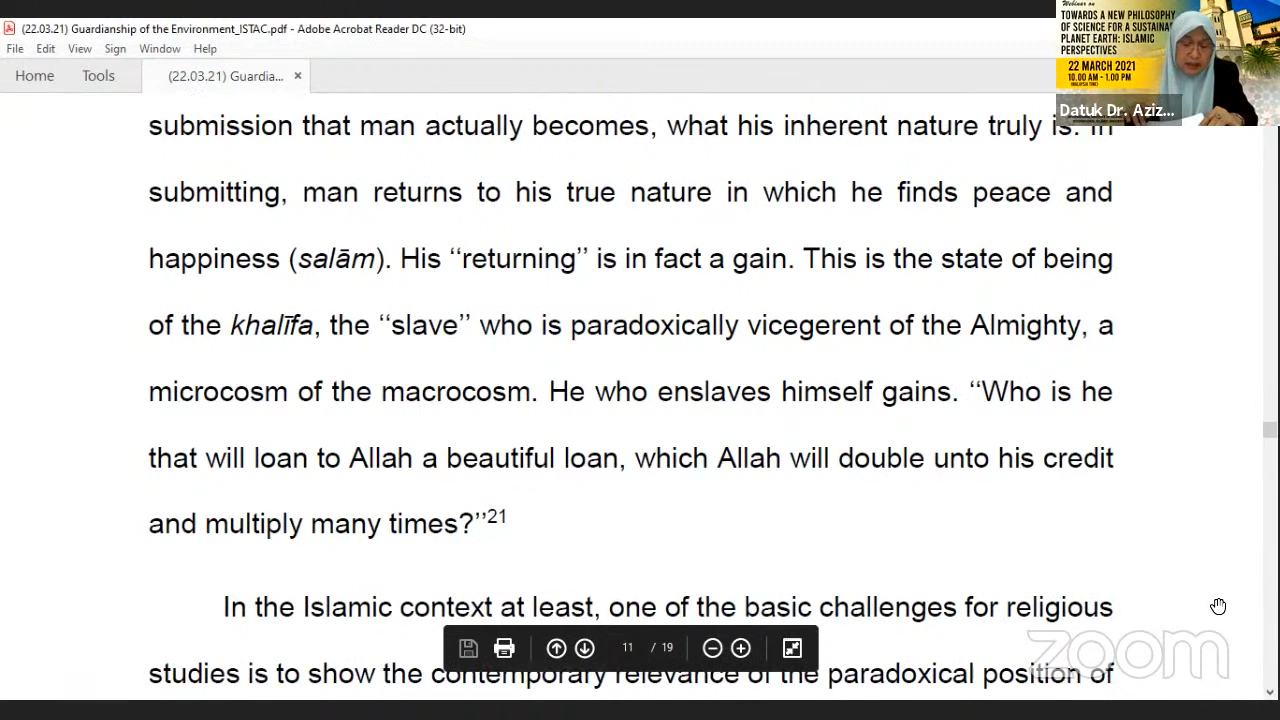 (22.03.21) Guardianship of the Environment_ISTAC.pdf - Adobe Acrobat Reader DC (32-bit)
File Edit View Sign Window Help
Home Tools (22.03.21) Guardia... ×
Webinar on
TOWARDS A NEW PHILOSOPHY
OF SCIENCE FOR A SUSTAINA
PLANET EARTH: ISLAMIC
PERSPECTIVES
22 MARCH 2021
10.00 AM - 1.00 PM
Datuk Dr. Aziz...
submission that man actually becomes, what his inherent nature truly is. In
submitting, man returns to his true nature in which he finds peace and
happiness (salām). His ‘‘returning’’ is in fact a gain. This is the state of being
of the khalīfa, the ‘‘slave’’ who is paradoxically vicegerent of the Almighty, a
microcosm of the macrocosm. He who enslaves himself gains. ‘‘Who is he
that will loan to Allah a beautiful loan, which Allah will double unto his credit
and multiply many times?’’21
In the Islamic context at least, one of the basic challenges for religious
studies is to show the contemporary relevance of the paradoxical position of
11 / 19
zoom